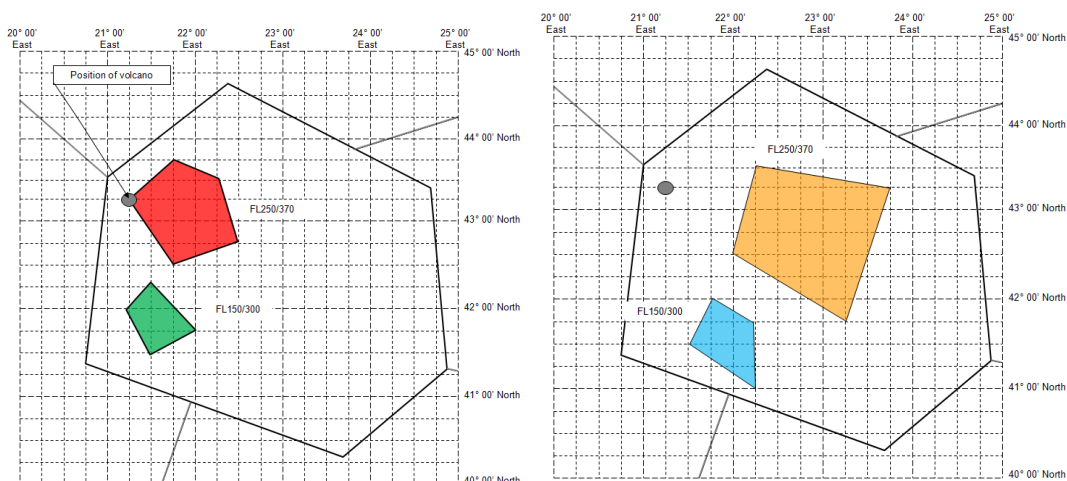 20° 00' East
21° 00' East
22° 00' East
23° 00' East
24° 00' East
25° 00' East
45° 00' North
Position of volcano
44° 00' North
FL250/370
43° 00' North
FL150/300
42° 00' North
41° 00' North
40° 00' North
20° 00' East
21° 00' East
22° 00' East
23° 00' East
24° 00' East
25° 00' East
45° 00' North
44° 00' North
FL250/370
43° 00' North
FL150/300
42° 00' North
41° 00' North
40° 00' North